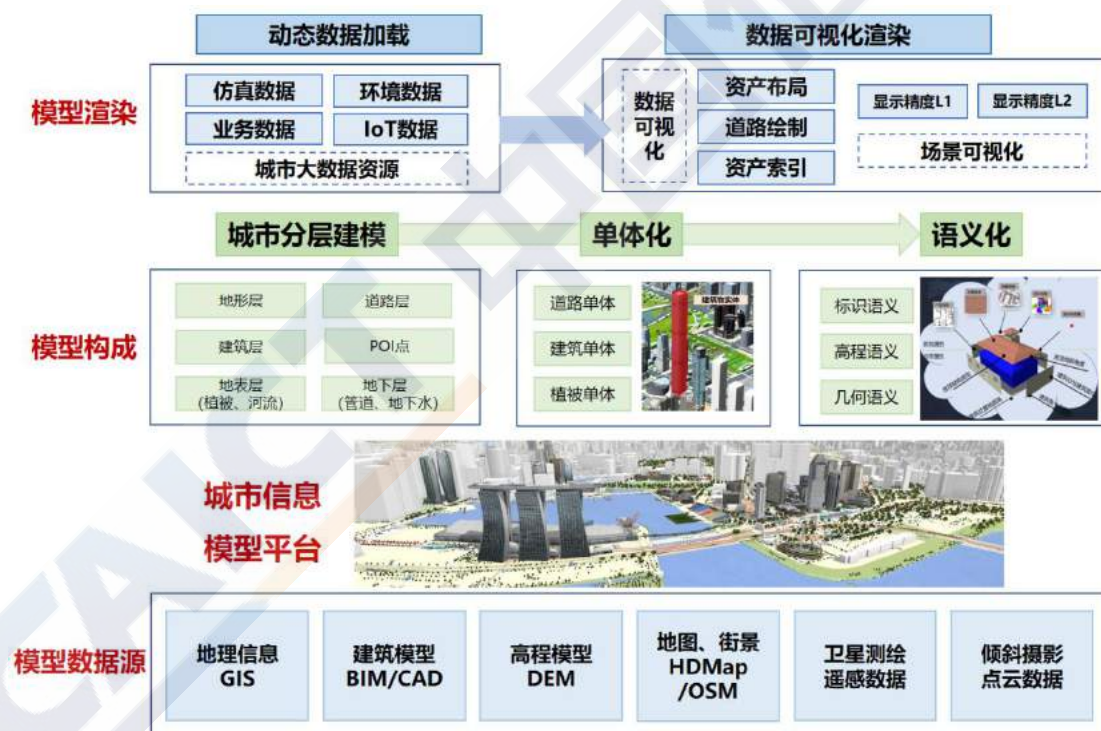 动态数据加载
数据可视化渲染
模型渲染
仿真数据
环境数据
业务数据
IoT数据
城市大数据资源
数据
可视
化
资产布局
道路绘制
资产索引
显示精度L1
显示精度L2
场景可视化
城市分层建模
单体化
语义化
模型构成
地形层
道路层
建筑层
POI点
地表层
(植被、河流)
地下层
(管道、地下水)
道路单体
建筑单体
植被单体
建筑物实体
标识语义
高程语义
几何语义
城市信息
模型平台
模型数据源
地理信息
GIS
建筑模型
BIM/CAD
高程模型
DEM
地图、街景
HDMap
/OSM
卫星测绘
遥感数据
倾斜摄影
点云数据
CAICT